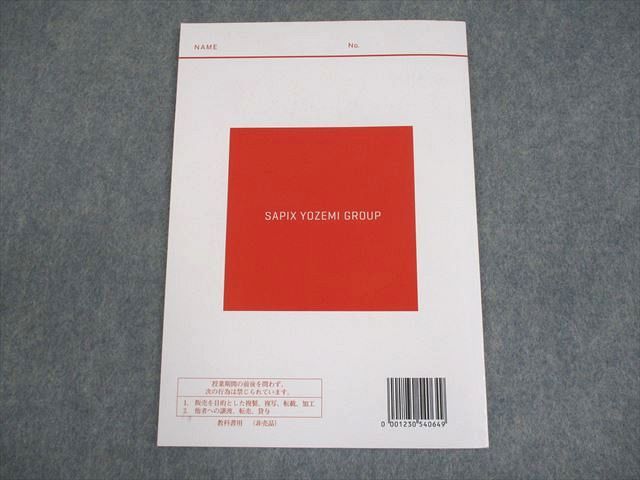 NAME No.
SAPIX YOZEMI GROUP
授業期間の前後を問わず、
次の行為は禁じられています。
1. 販売を目的とした複製、複写、転載、加工
2. 他者への譲渡、転売、貸与
教科書用 (非売品)
0 001230 540649